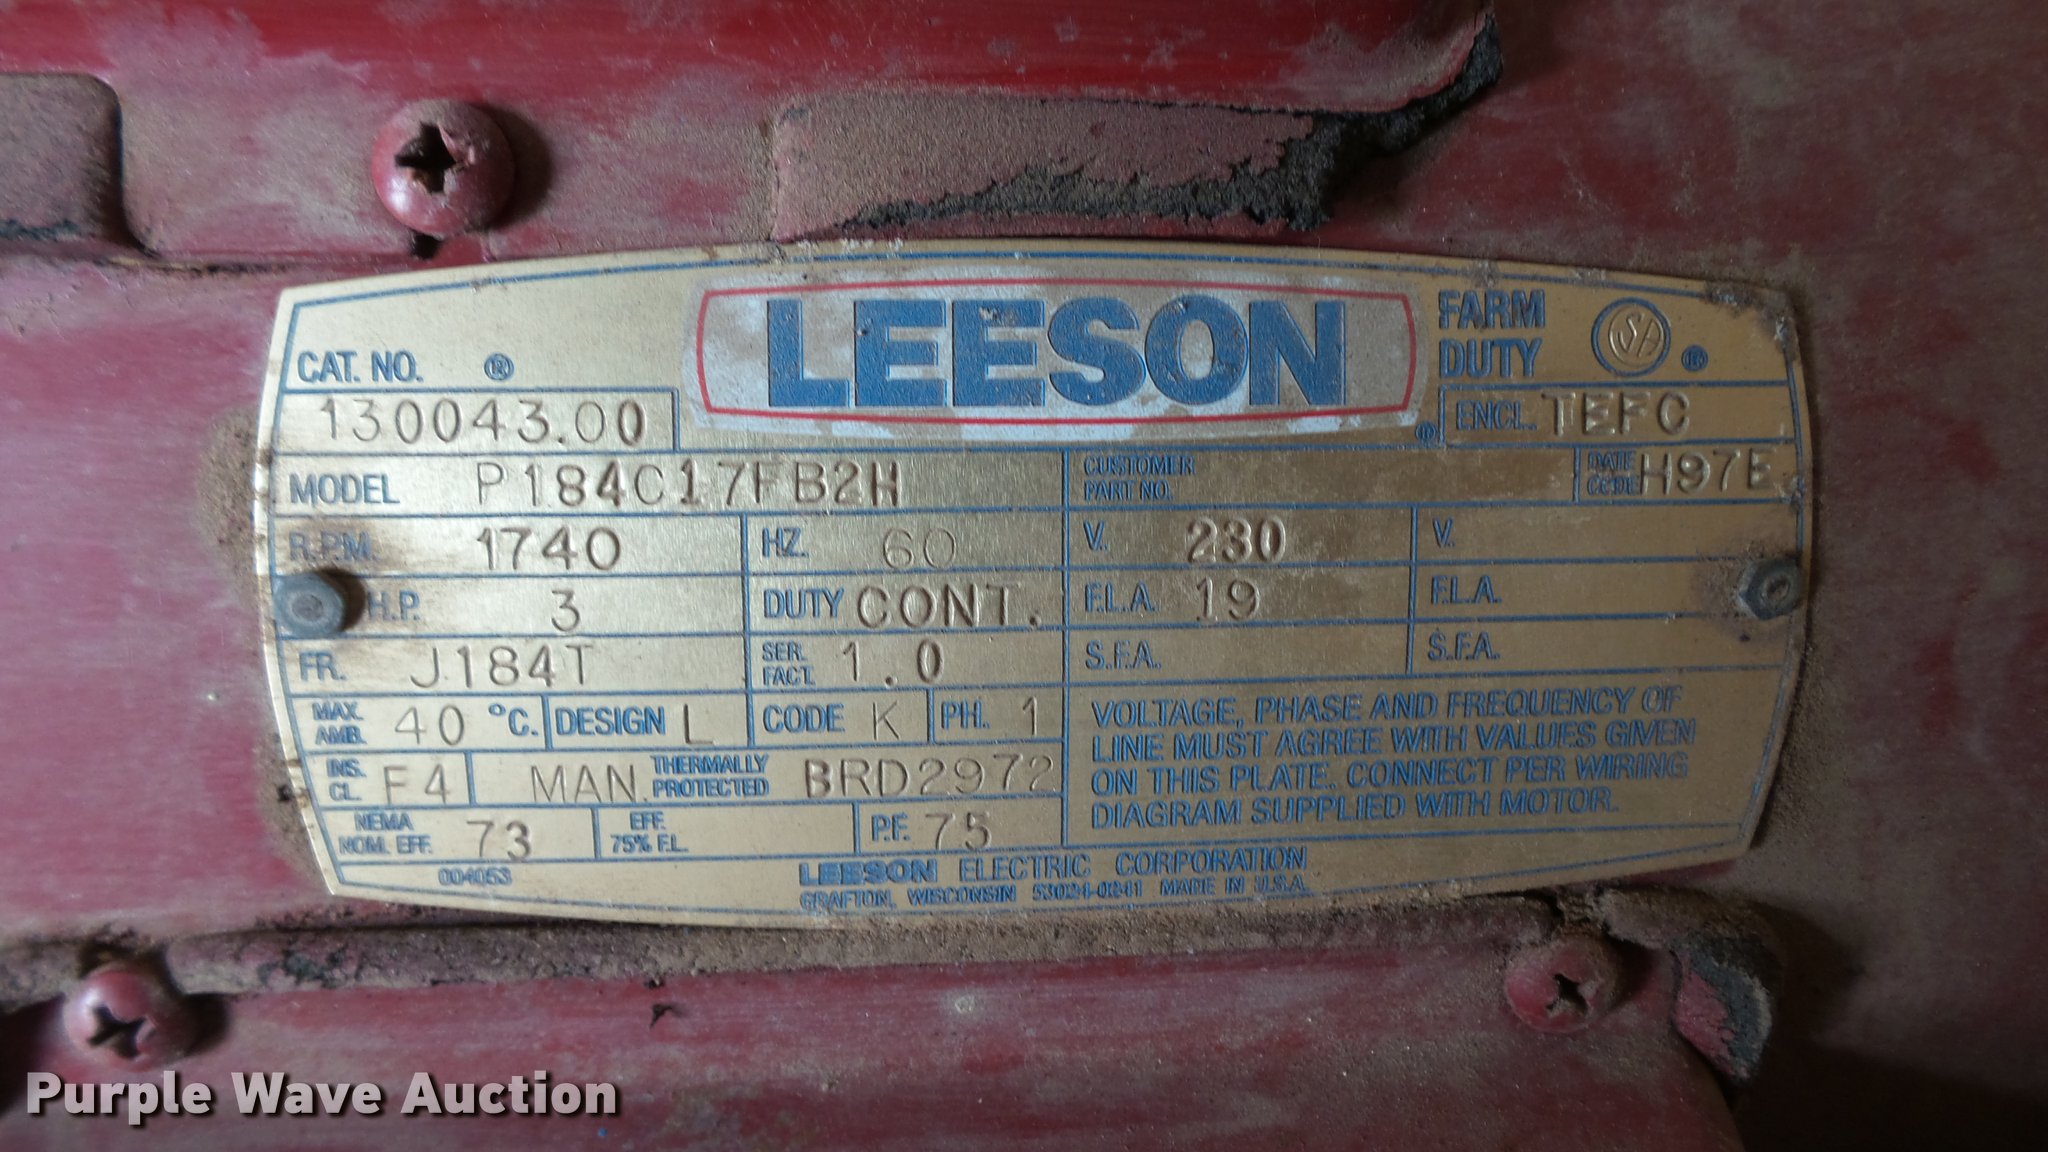 LEESON ®
FARM DUTY SA ®
CAT. NO. ®
130043.00
ENCL. TEFC
MODEL P184C17FB2H
CUSTOMER PART NO.
DATE CODE H97E
R.P.M. 1740 HZ. 60 V. 230 V.
H.P. 3 DUTY CONT. F.L.A. 19 F.L.A.
FR. J184T SER. FACT. 1.0 S.F.A. S.F.A.
MAX. AMB. 40 °C. DESIGN L CODE K PH. 1
INS. CL. F4 MAN. THERMALLY PROTECTED BRD2972
NEMA NOM. EFF. 73 EFF. 75% F.L. P.F. 75
VOLTAGE, PHASE AND FREQUENCY OF
LINE MUST AGREE WITH VALUES GIVEN
ON THIS PLATE. CONNECT PER WIRING
DIAGRAM SUPPLIED WITH MOTOR.
004053
LEESON ELECTRIC CORPORATION
GRAFTON, WISCONSIN 53024-0241 MADE IN U.S.A.
Purple Wave Auction